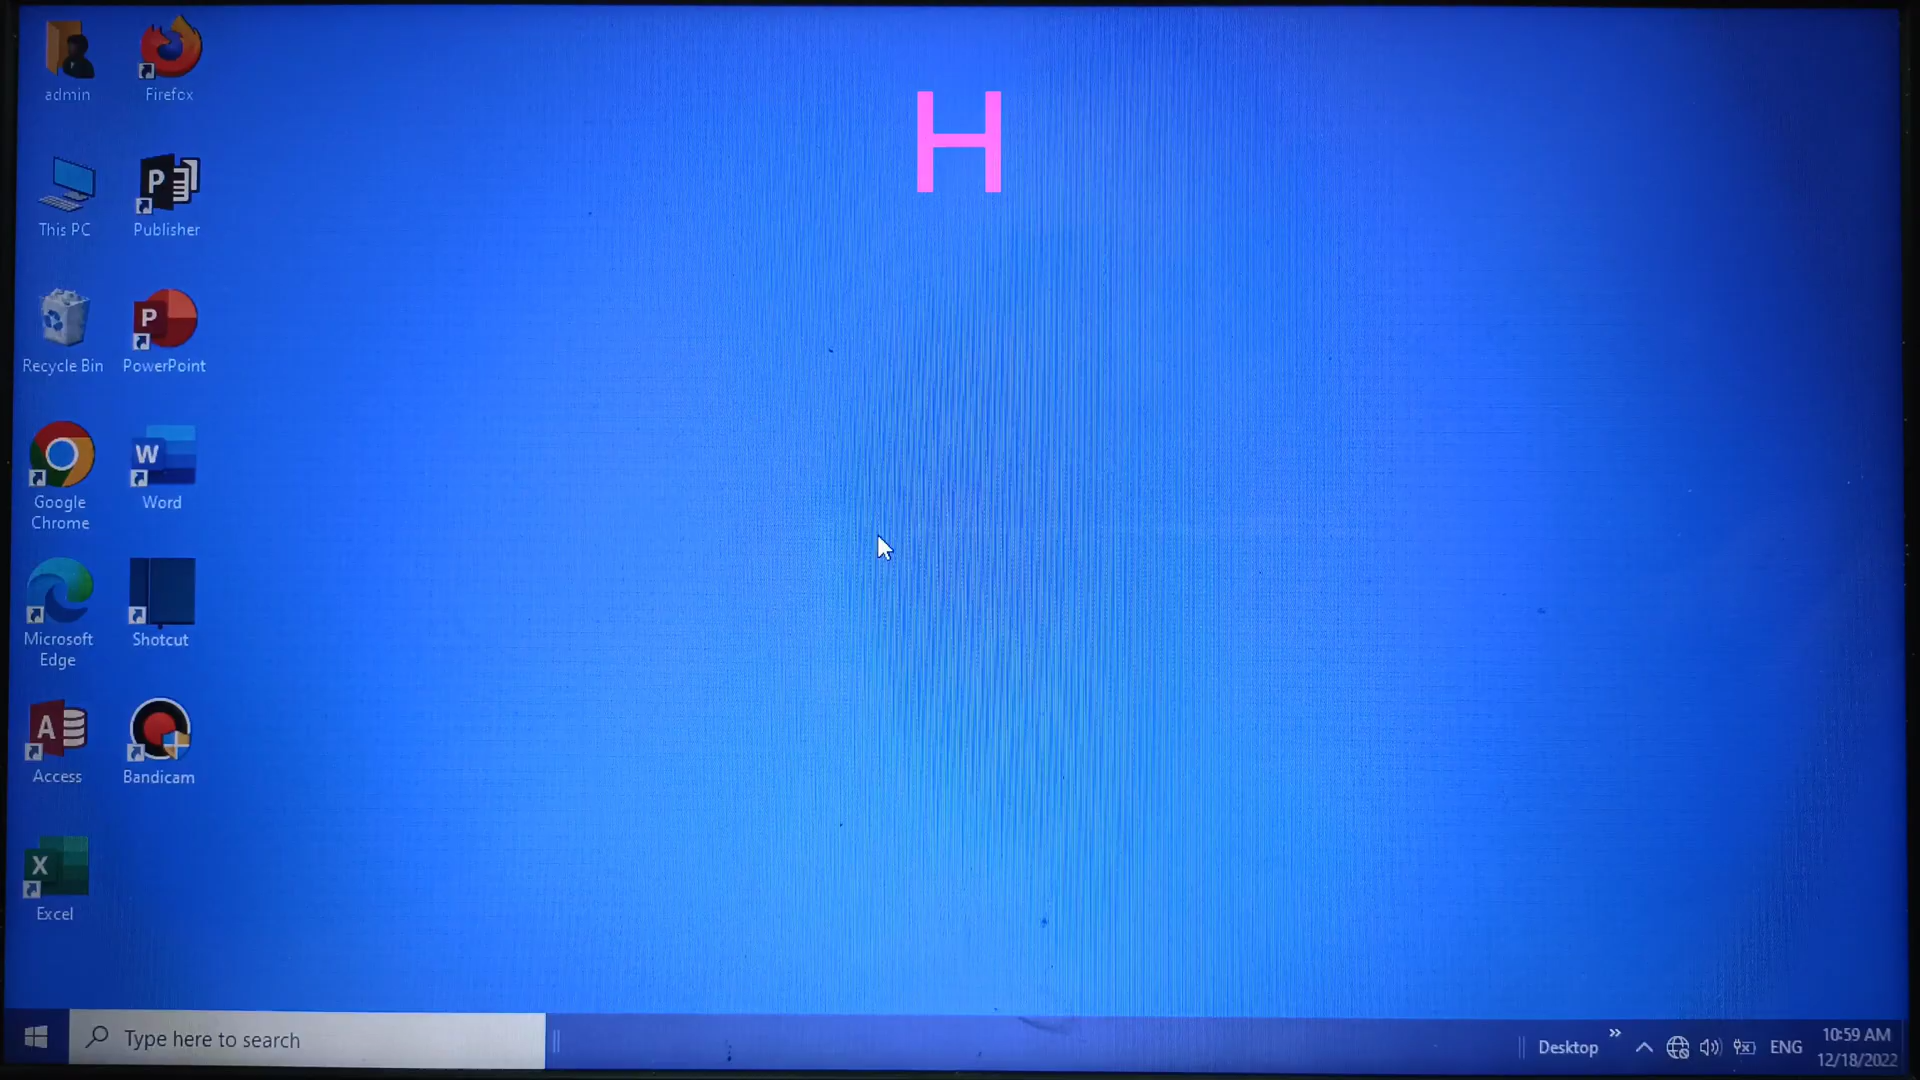 H
admin
Firefox
This PC
Publisher
Recycle Bin
PowerPoint
Google
Chrome
Word
Microsoft
Edge
Shotcut
Access
Bandicam
Excel
Type here to search
Desktop
ENG
10:59 AM
12/18/2022